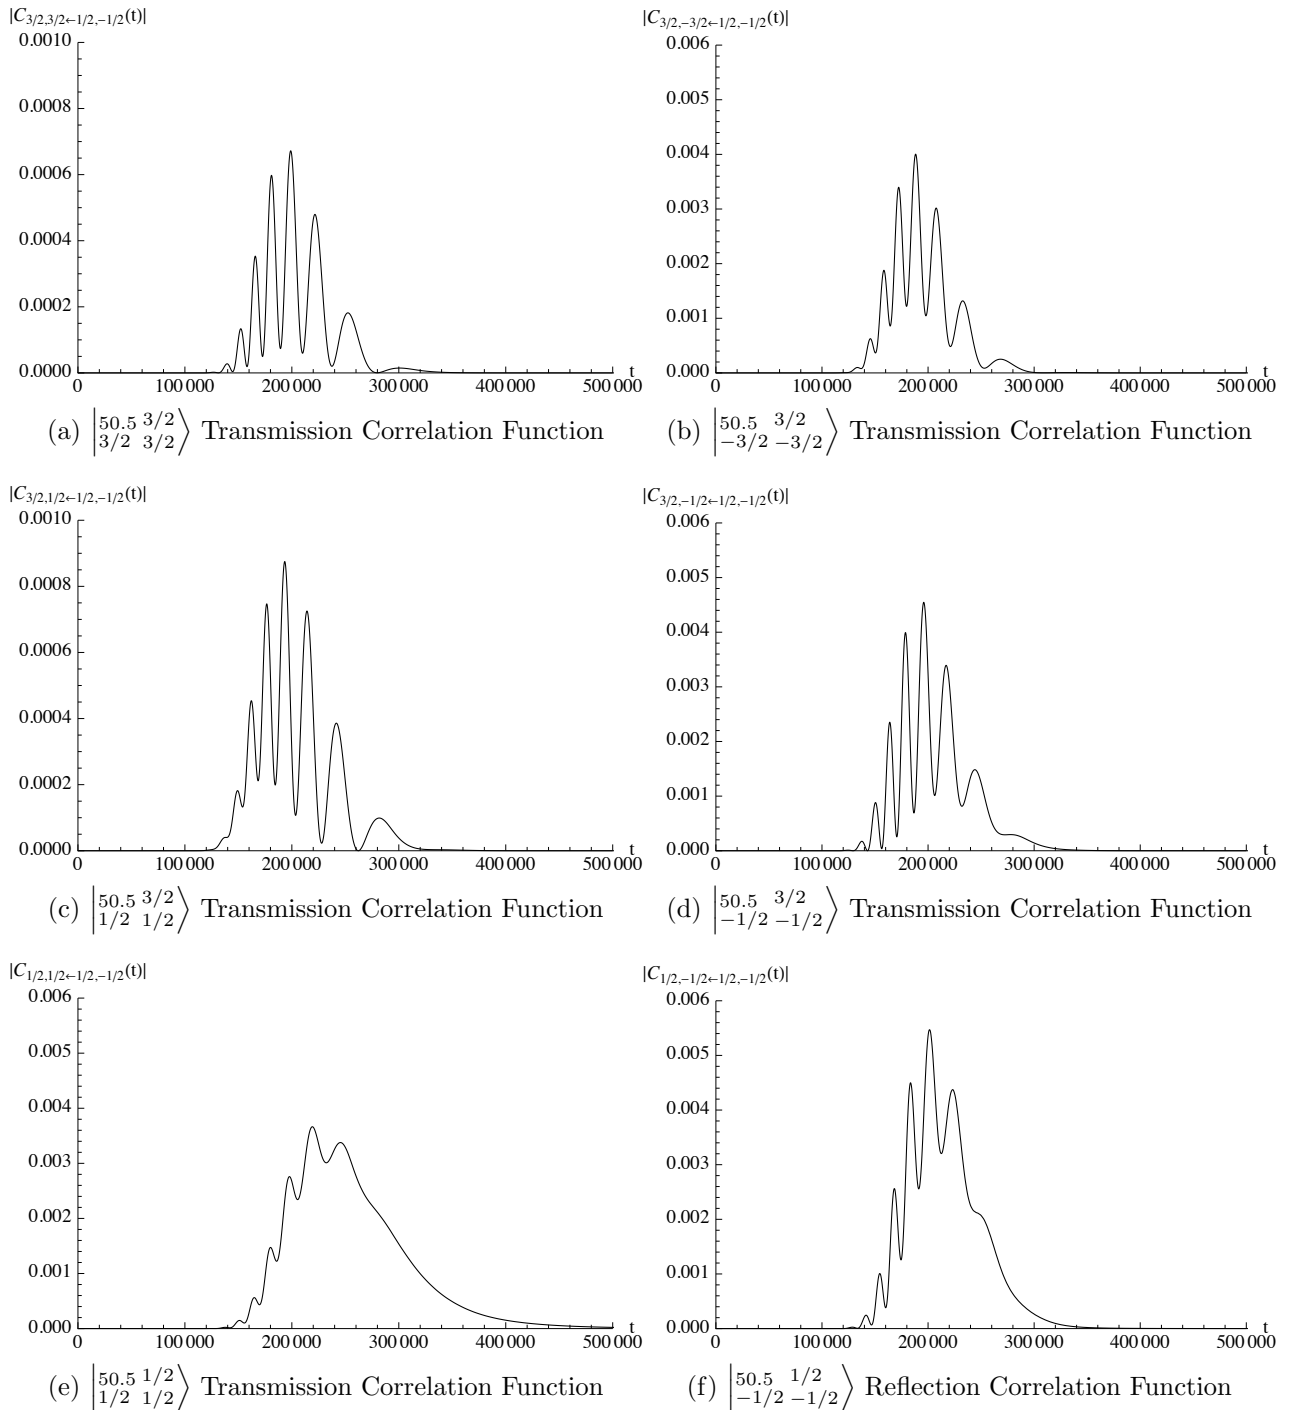 |C3/2,3/2←1/2,−1/2(t)|
0.0010
0.0008
0.0006
0.0004
0.0002
0.0000
0 100 000 200 000 300 000 400 000 500 000 t
(a) |50.5 3/2 3/2 3/2⟩ Transmission Correlation Function
|C3/2,−3/2←1/2,−1/2(t)|
0.006
0.005
0.004
0.003
0.002
0.001
0.000
0 100 000 200 000 300 000 400 000 500 000 t
(b) |50.5 3/2 −3/2 −3/2⟩ Transmission Correlation Function
|C3/2,1/2←1/2,−1/2(t)|
0.0010
0.0008
0.0006
0.0004
0.0002
0.0000
0 100 000 200 000 300 000 400 000 500 000 t
(c) |50.5 3/2 1/2 1/2⟩ Transmission Correlation Function
|C3/2,−1/2←1/2,−1/2(t)|
0.006
0.005
0.004
0.003
0.002
0.001
0.000
0 100 000 200 000 300 000 400 000 500 000 t
(d) |50.5 3/2 −1/2 −1/2⟩ Transmission Correlation Function
|C1/2,1/2←1/2,−1/2(t)|
0.006
0.005
0.004
0.003
0.002
0.001
0.000
0 100 000 200 000 300 000 400 000 500 000 t
(e) |50.5 1/2 1/2 1/2⟩ Transmission Correlation Function
|C1/2,−1/2←1/2,−1/2(t)|
0.006
0.005
0.004
0.003
0.002
0.001
0.000
0 100 000 200 000 300 000 400 000 500 000 t
(f) |50.5 1/2 −1/2 −1/2⟩ Reflection Correlation Function